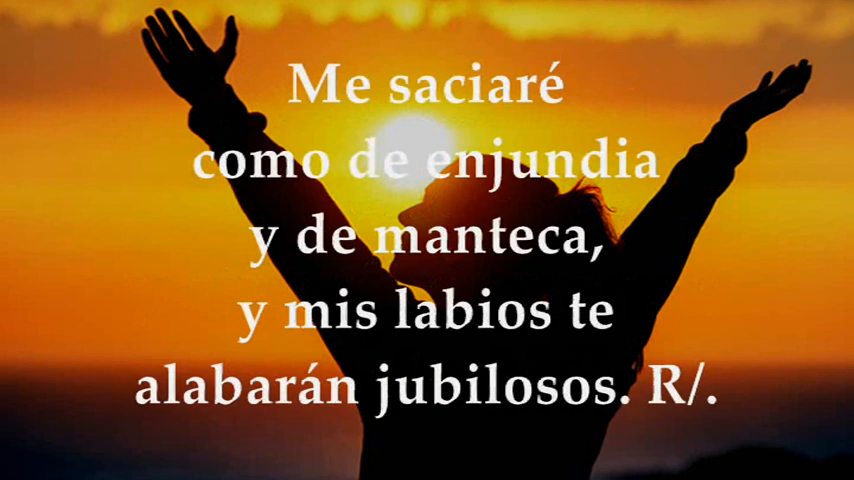 Me saciaré
como de enjundia
y de manteca,
y mis labios te
alabarán jubilosos. R/.